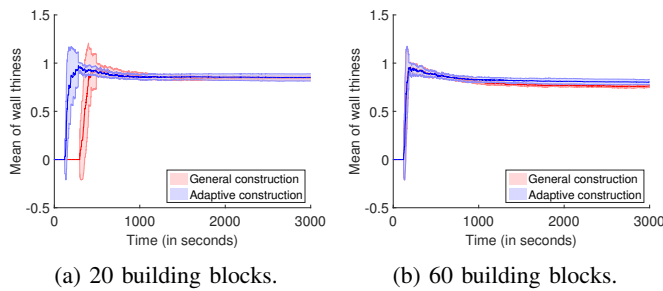 1.5
1
0.5
0
-0.5
Mean of wall thiness
0 1000 2000 3000
Time (in seconds)
General construction
Adaptive construction
(a) 20 building blocks.
1.5
1
0.5
0
-0.5
Mean of wall thiness
0 1000 2000 3000
Time (in seconds)
General construction
Adaptive construction
(b) 60 building blocks.